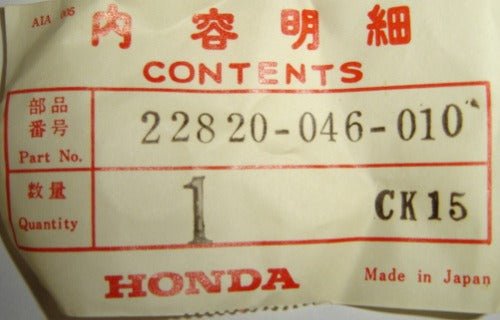 AIA 005
内容明細
CONTENTS
部品
番号
Part No.
22820-046-010
数量
Quantity
1
CK15
HONDA
Made in Japan